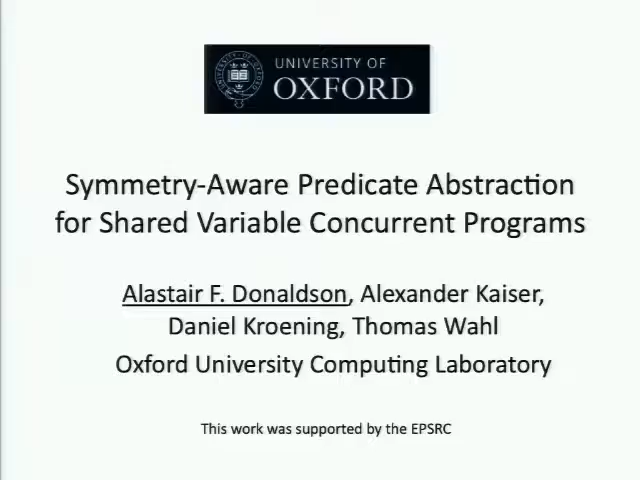 UNIVERSITY OF
OXFORD
Symmetry-Aware Predicate Abstraction
for Shared Variable Concurrent Programs
Alastair F. Donaldson, Alexander Kaiser,
Daniel Kroening, Thomas Wahl
Oxford University Computing Laboratory
This work was supported by the EPSRC